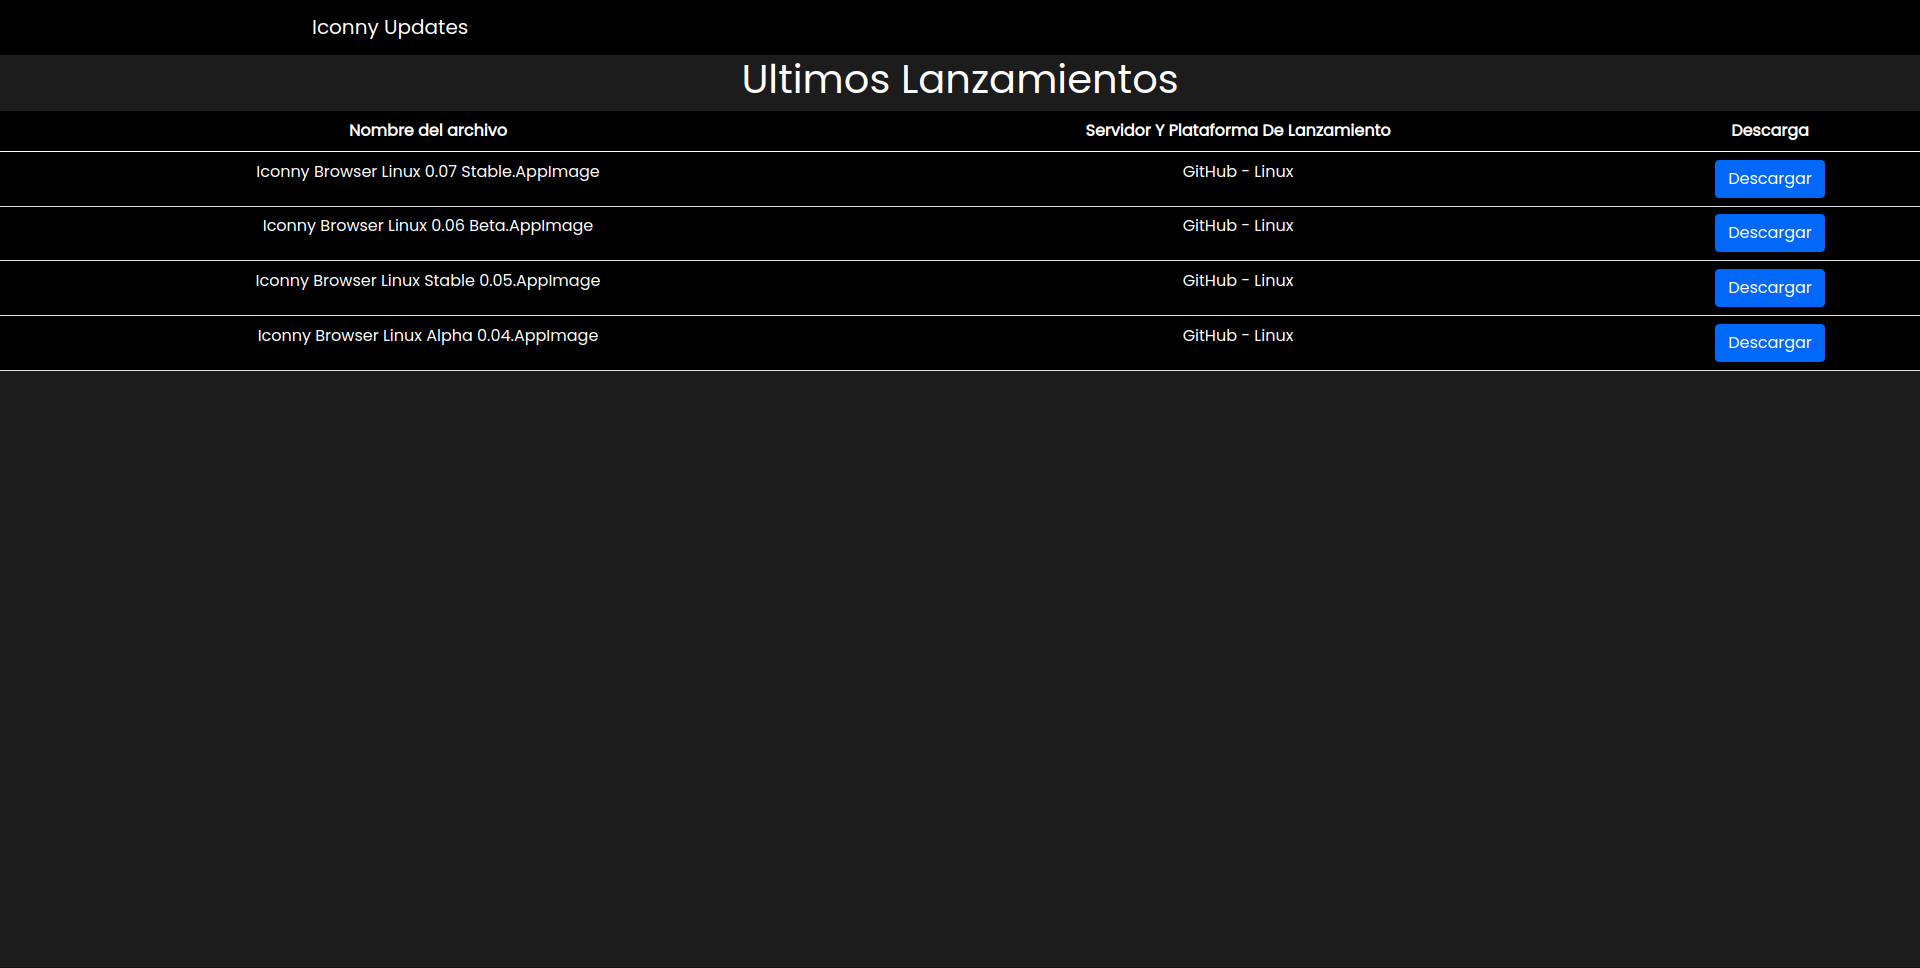 Iconny Updates
Ultimos Lanzamientos
Nombre del archivo Servidor Y Plataforma De Lanzamiento Descarga
Iconny Browser Linux 0.07 Stable.AppImage GitHub - Linux Descargar
Iconny Browser Linux 0.06 Beta.AppImage GitHub - Linux Descargar
Iconny Browser Linux Stable 0.05.AppImage GitHub - Linux Descargar
Iconny Browser Linux Alpha 0.04.AppImage GitHub - Linux Descargar